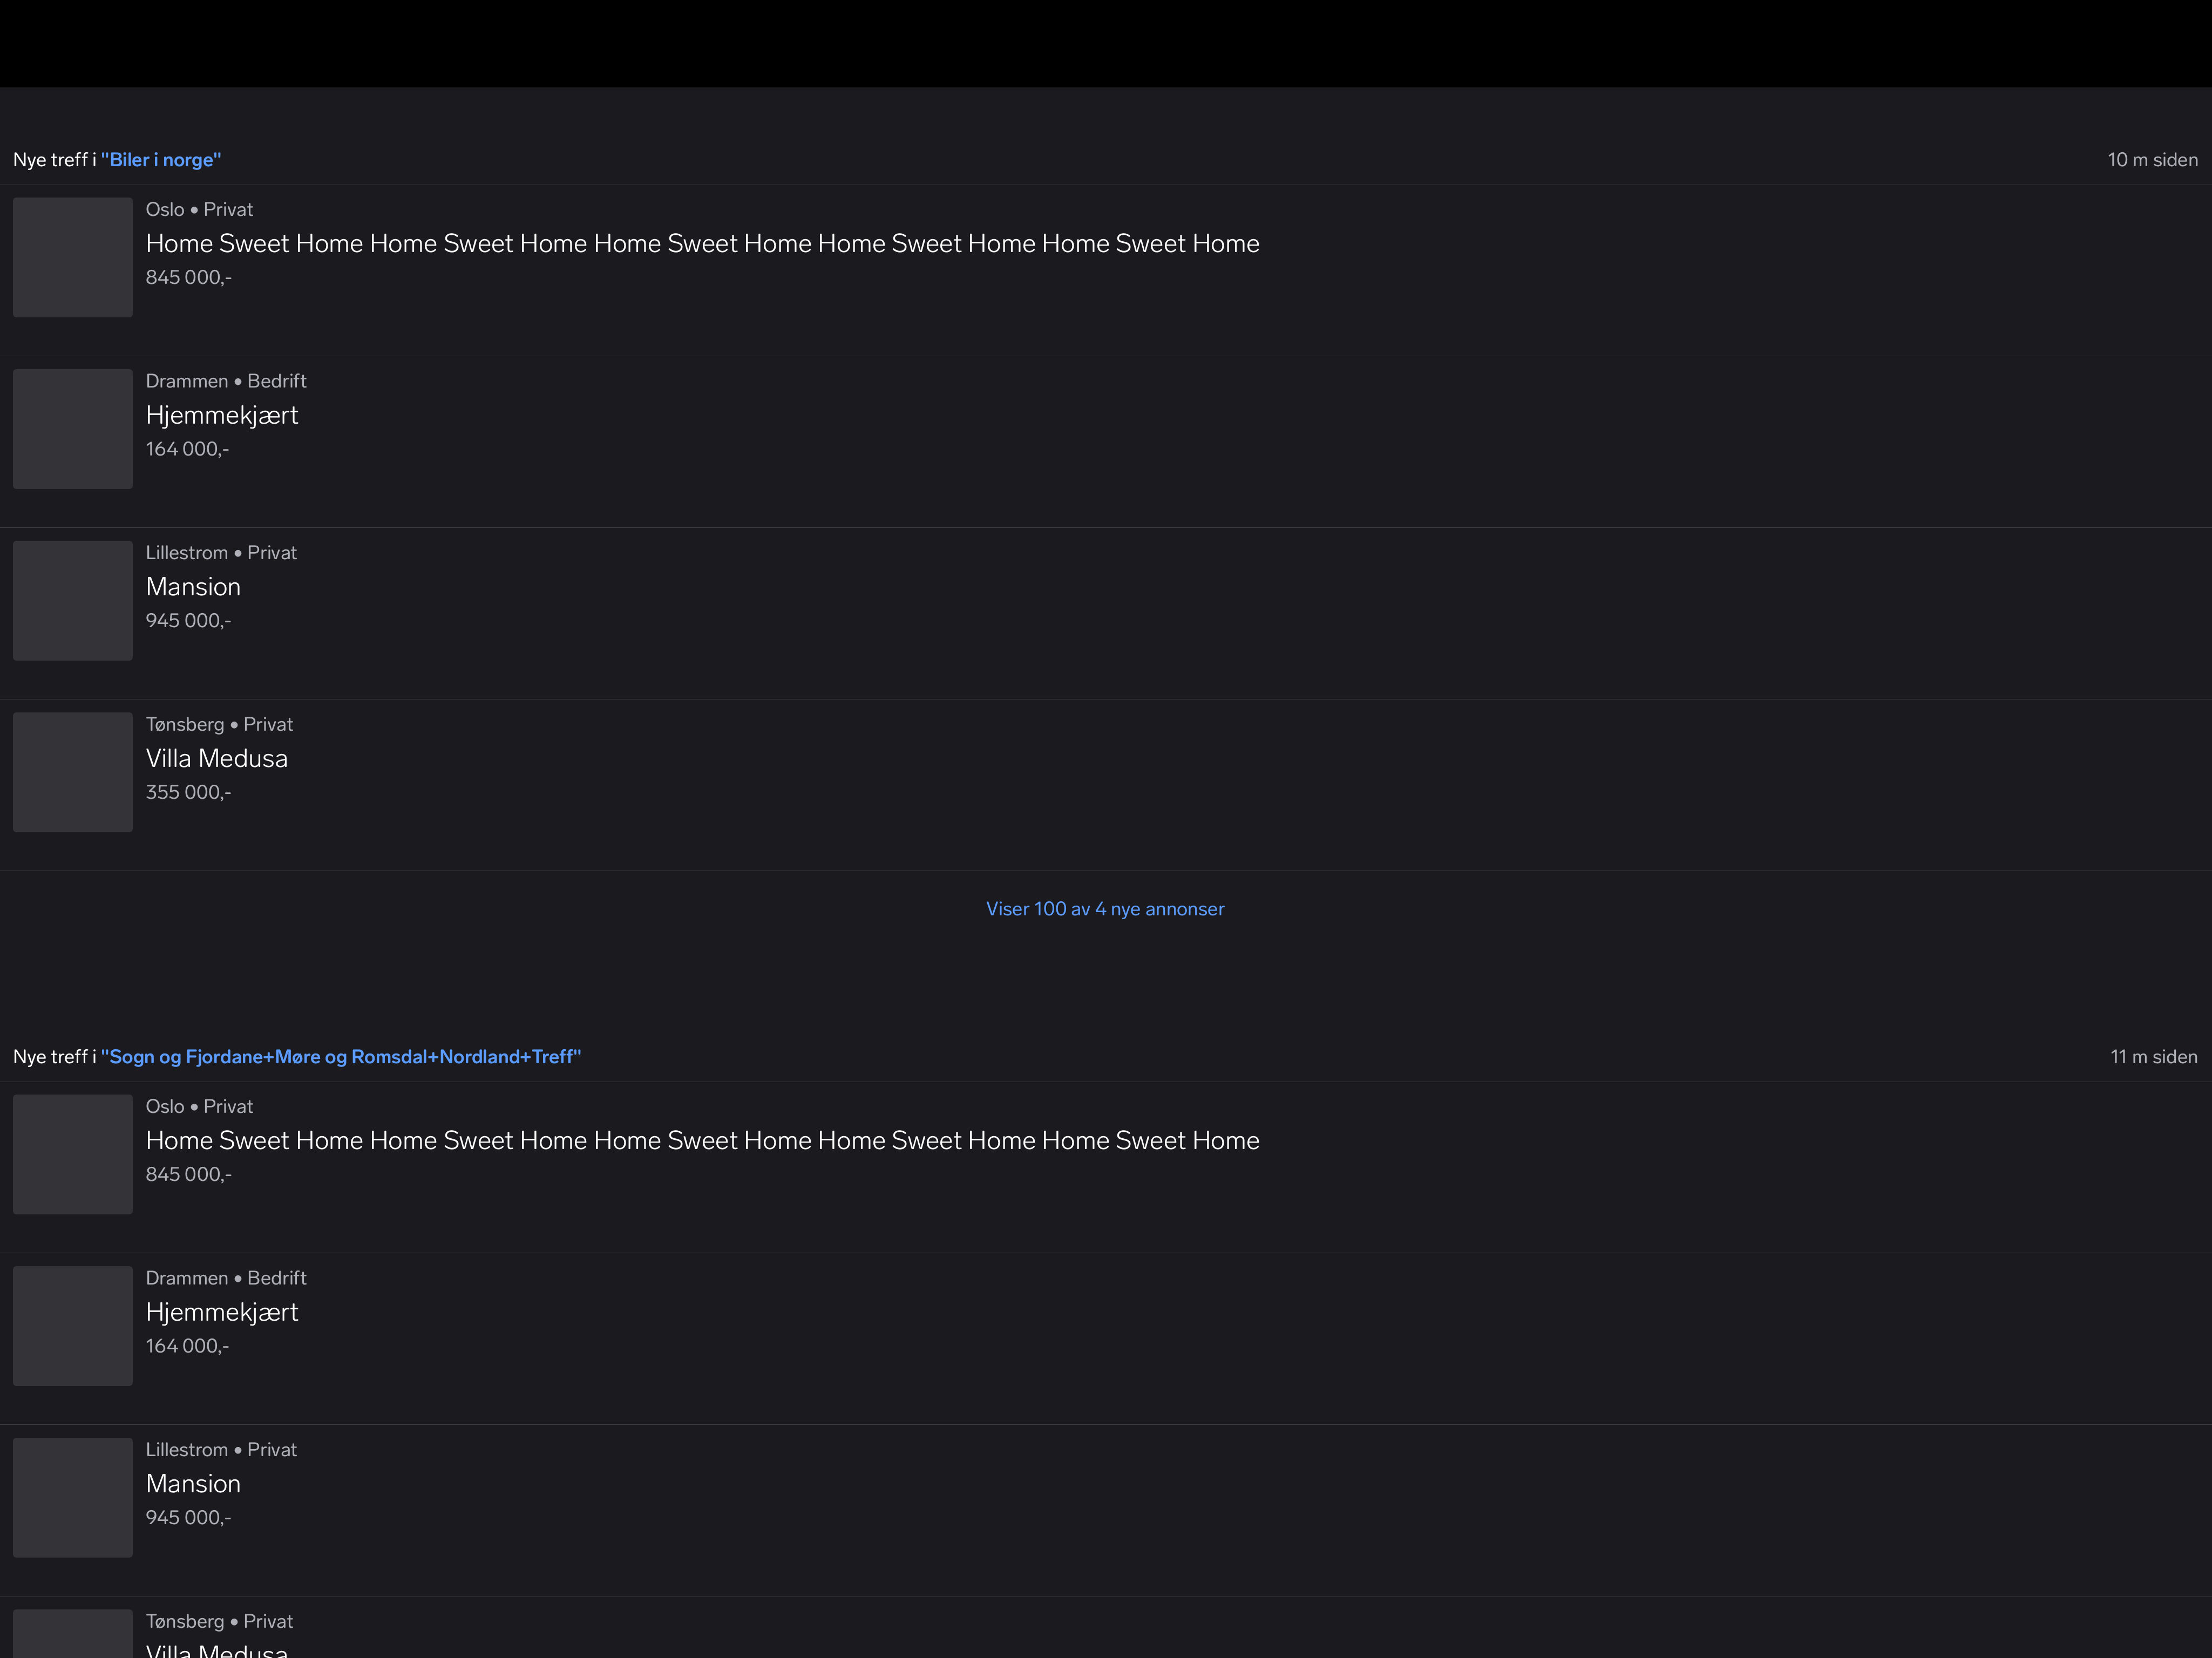 Nye treff i "Biler i norge"
10 m siden
Oslo • Privat
Home Sweet Home Home Sweet Home Home Sweet Home Home Sweet Home Home Sweet Home
845 000,-
Drammen • Bedrift
Hjemmekjært
164 000,-
Lillestrom • Privat
Mansion
945 000,-
Tønsberg • Privat
Villa Medusa
355 000,-
Viser 100 av 4 nye annonser
Nye treff i "Sogn og Fjordane+Møre og Romsdal+Nordland+Treff"
11 m siden
Oslo • Privat
Home Sweet Home Home Sweet Home Home Sweet Home Home Sweet Home Home Sweet Home
845 000,-
Drammen • Bedrift
Hjemmekjært
164 000,-
Lillestrom • Privat
Mansion
945 000,-
Tønsberg • Privat
Villa Medusa